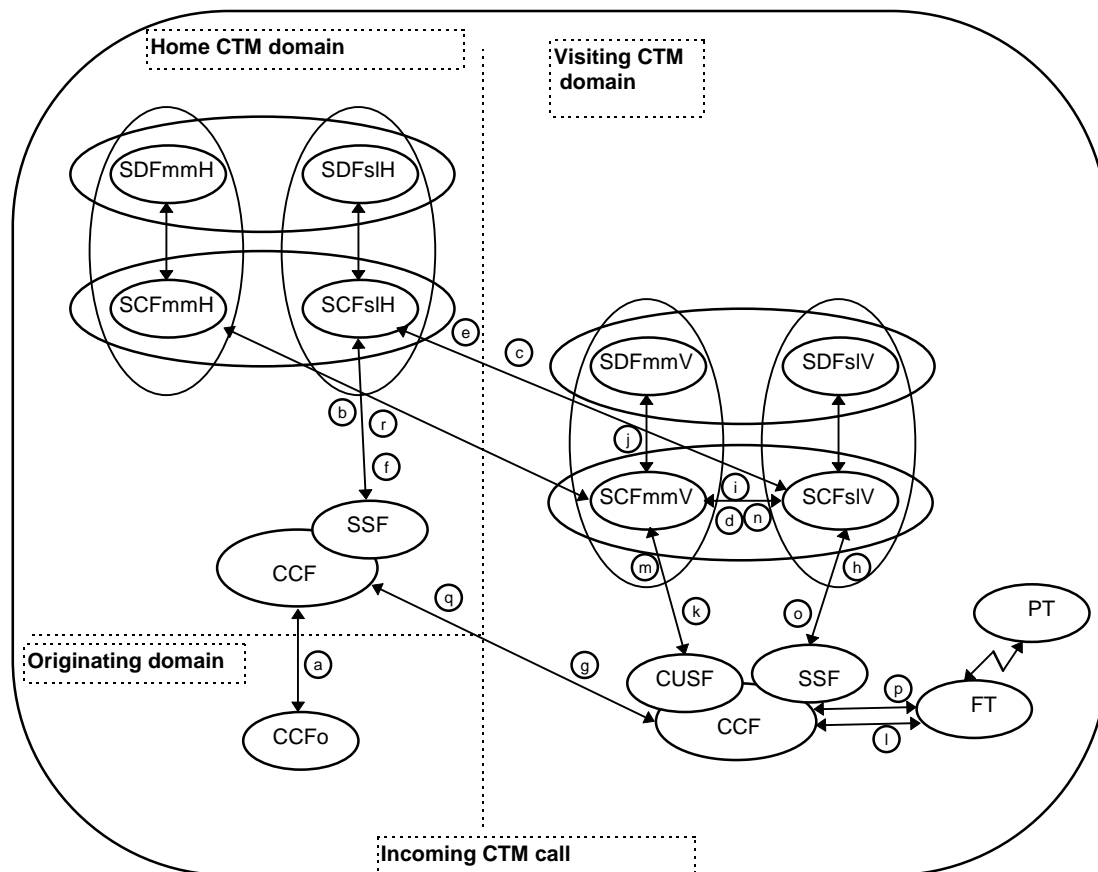 Home CTM domain
Visiting CTM
domain
SDFmmH
SDFslH
SCFmmH
SCFslH
e
c
SDFmmV
SDFslV
b
r
j
f
SCFmmV
i
SCFslV
d
n
SSF
CCF
m
h
q
k
o
PT
Originating domain
a
g
CUSF
SSF
p
FT
CCF
l
CCFo
Incoming CTM call